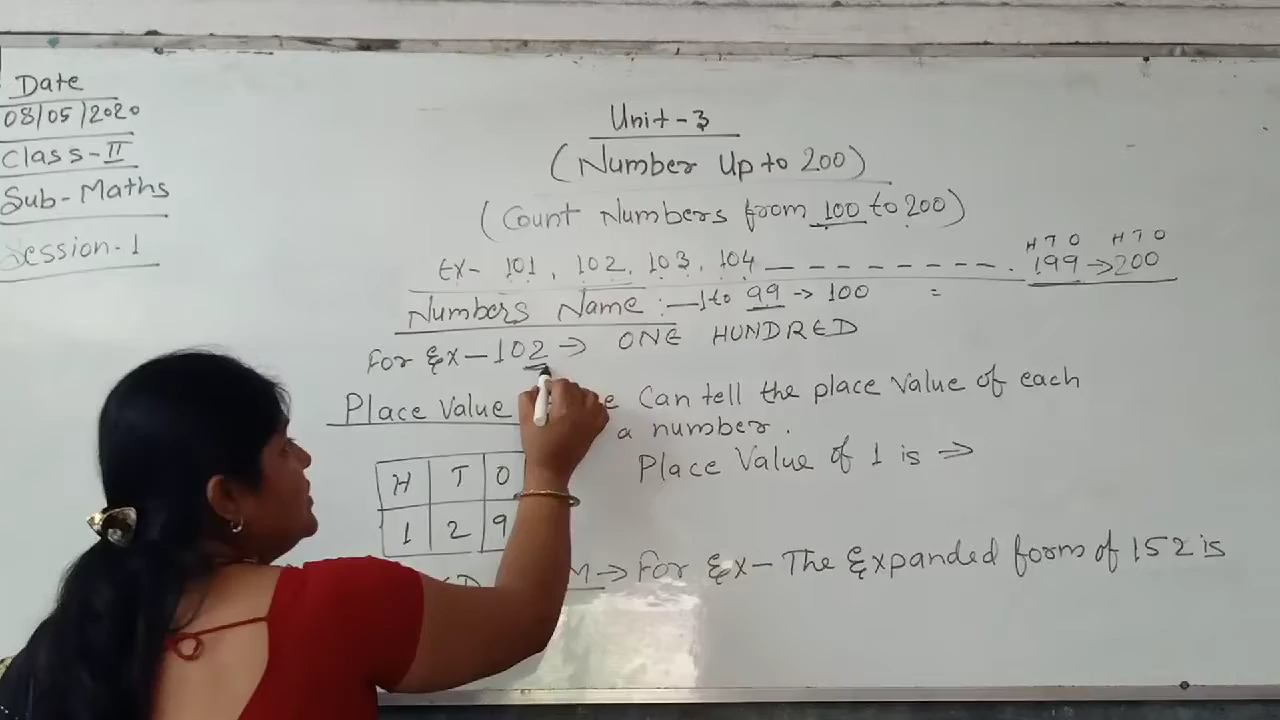 Date
08/05/2020
Class-II
Sub-Maths
Session-1
Unit-3
(Number Up to 200)
(Count Numbers from 100 to 200)
H T O H T O
Ex- 101, 102, 103, 104 _ _ _ _ _ _ _ _ _ . 199 → 200
Numbers Name :- 1 to 99 → 100 =
For Ex - 102 → ONE HUNDRED
Place Value Can tell the place value of each
a number.
Place Value of 1 is →
H T O
1 2 9
→ For Ex - The Expanded form of 152 is